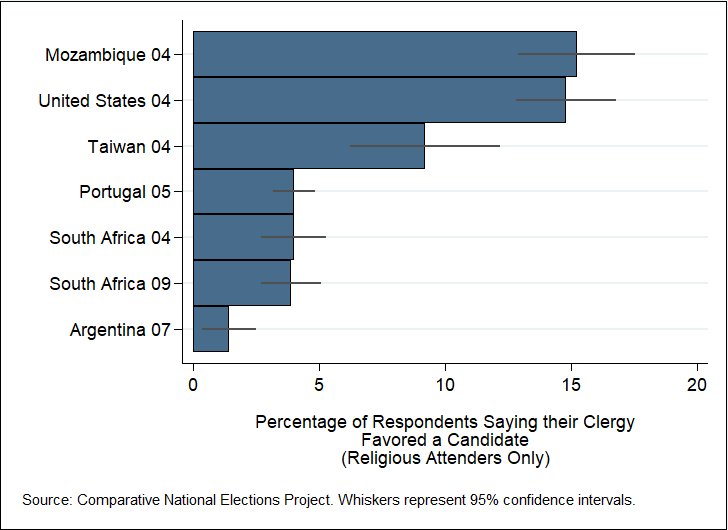 Mozambique 04
United States 04
Taiwan 04
Portugal 05
South Africa 04
South Africa 09
Argentina 07
0 5 10 15 20
Percentage of Respondents Saying their Clergy
Favored a Candidate
(Religious Attenders Only)
Source: Comparative National Elections Project. Whiskers represent 95% confidence intervals.